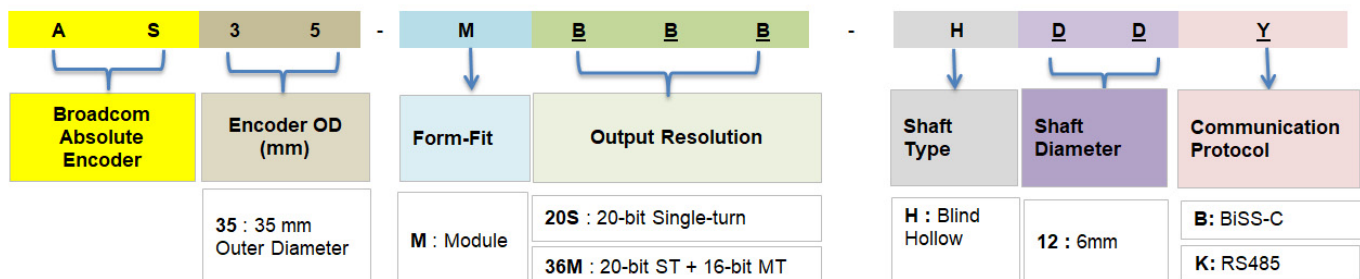 A S 3 5 - M B B B - H D D Y
Broadcom
Absolute
Encoder
Encoder OD
(mm)
Form-Fit
Output Resolution
Shaft
Type
Shaft
Diameter
Communication
Protocol
35 : 35 mm
Outer Diameter
M : Module
20S : 20-bit Single-turn
36M : 20-bit ST + 16-bit MT
H : Blind
Hollow
12 : 6mm
B: BiSS-C
K: RS485